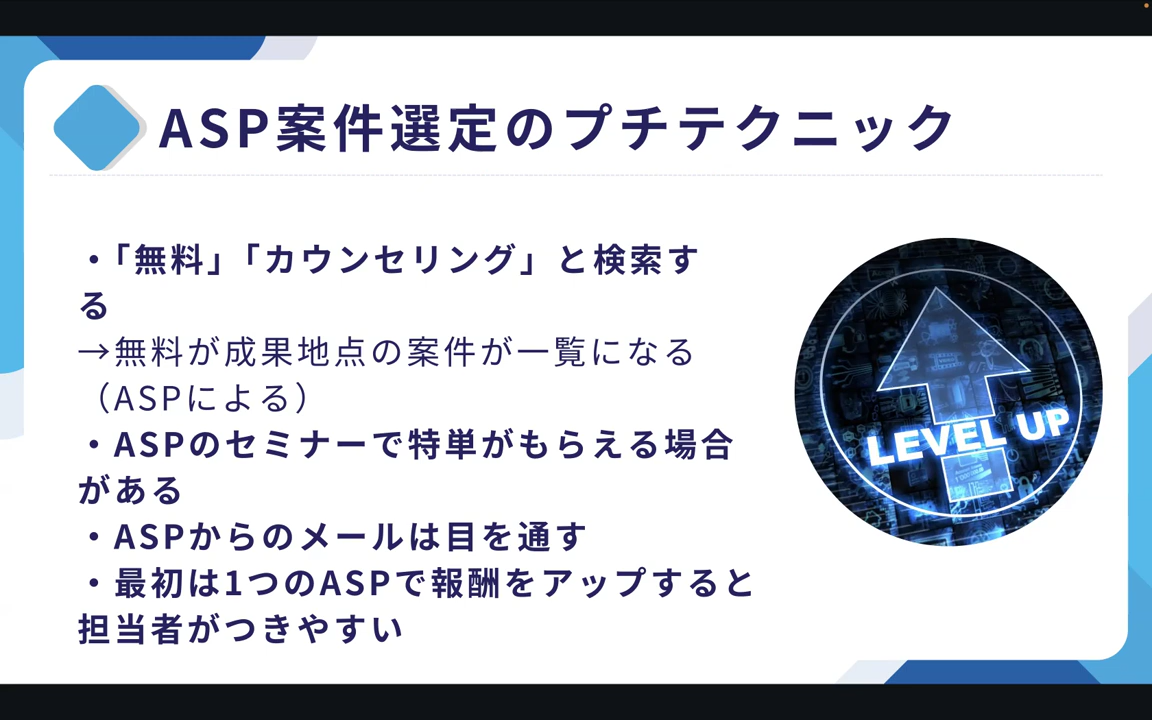 ASP案件選定のプチテクニック
・「無料」「カウンセリング」と検索す
る
→無料が成果地点の案件が一覧になる
（ASPによる）
・ASPのセミナーで特単がもらえる場合
がある
・ASPからのメールは目を通す
・最初は1つのASPで報酬をアップすると
担当者がつきやすい
LEVEL UP